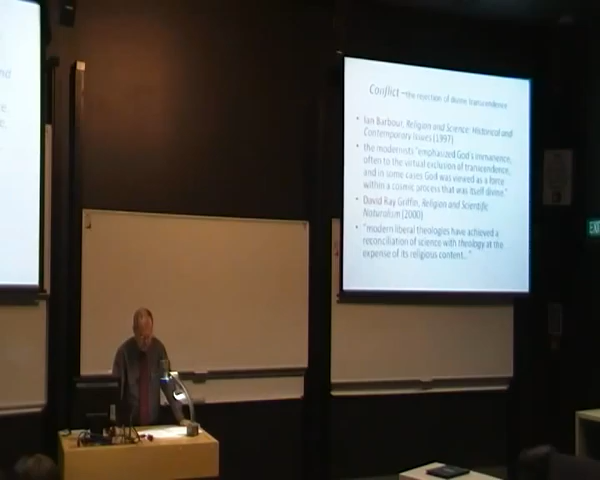 nd
Conflict – the rejection of divine transcendence
• Ian Barbour, Religion and Science: Historical and
Contemporary Issues (1997)
• the modernists "emphasized God's immanence,
often to the virtual exclusion of transcendence,
and in some cases God was viewed as a force
within a cosmic process that was itself divine."
• David Ray Griffin, Religion and Scientific
Naturalism (2000)
• "modern liberal theologies have achieved a
reconciliation of science with theology at the
expense of its religious content..."